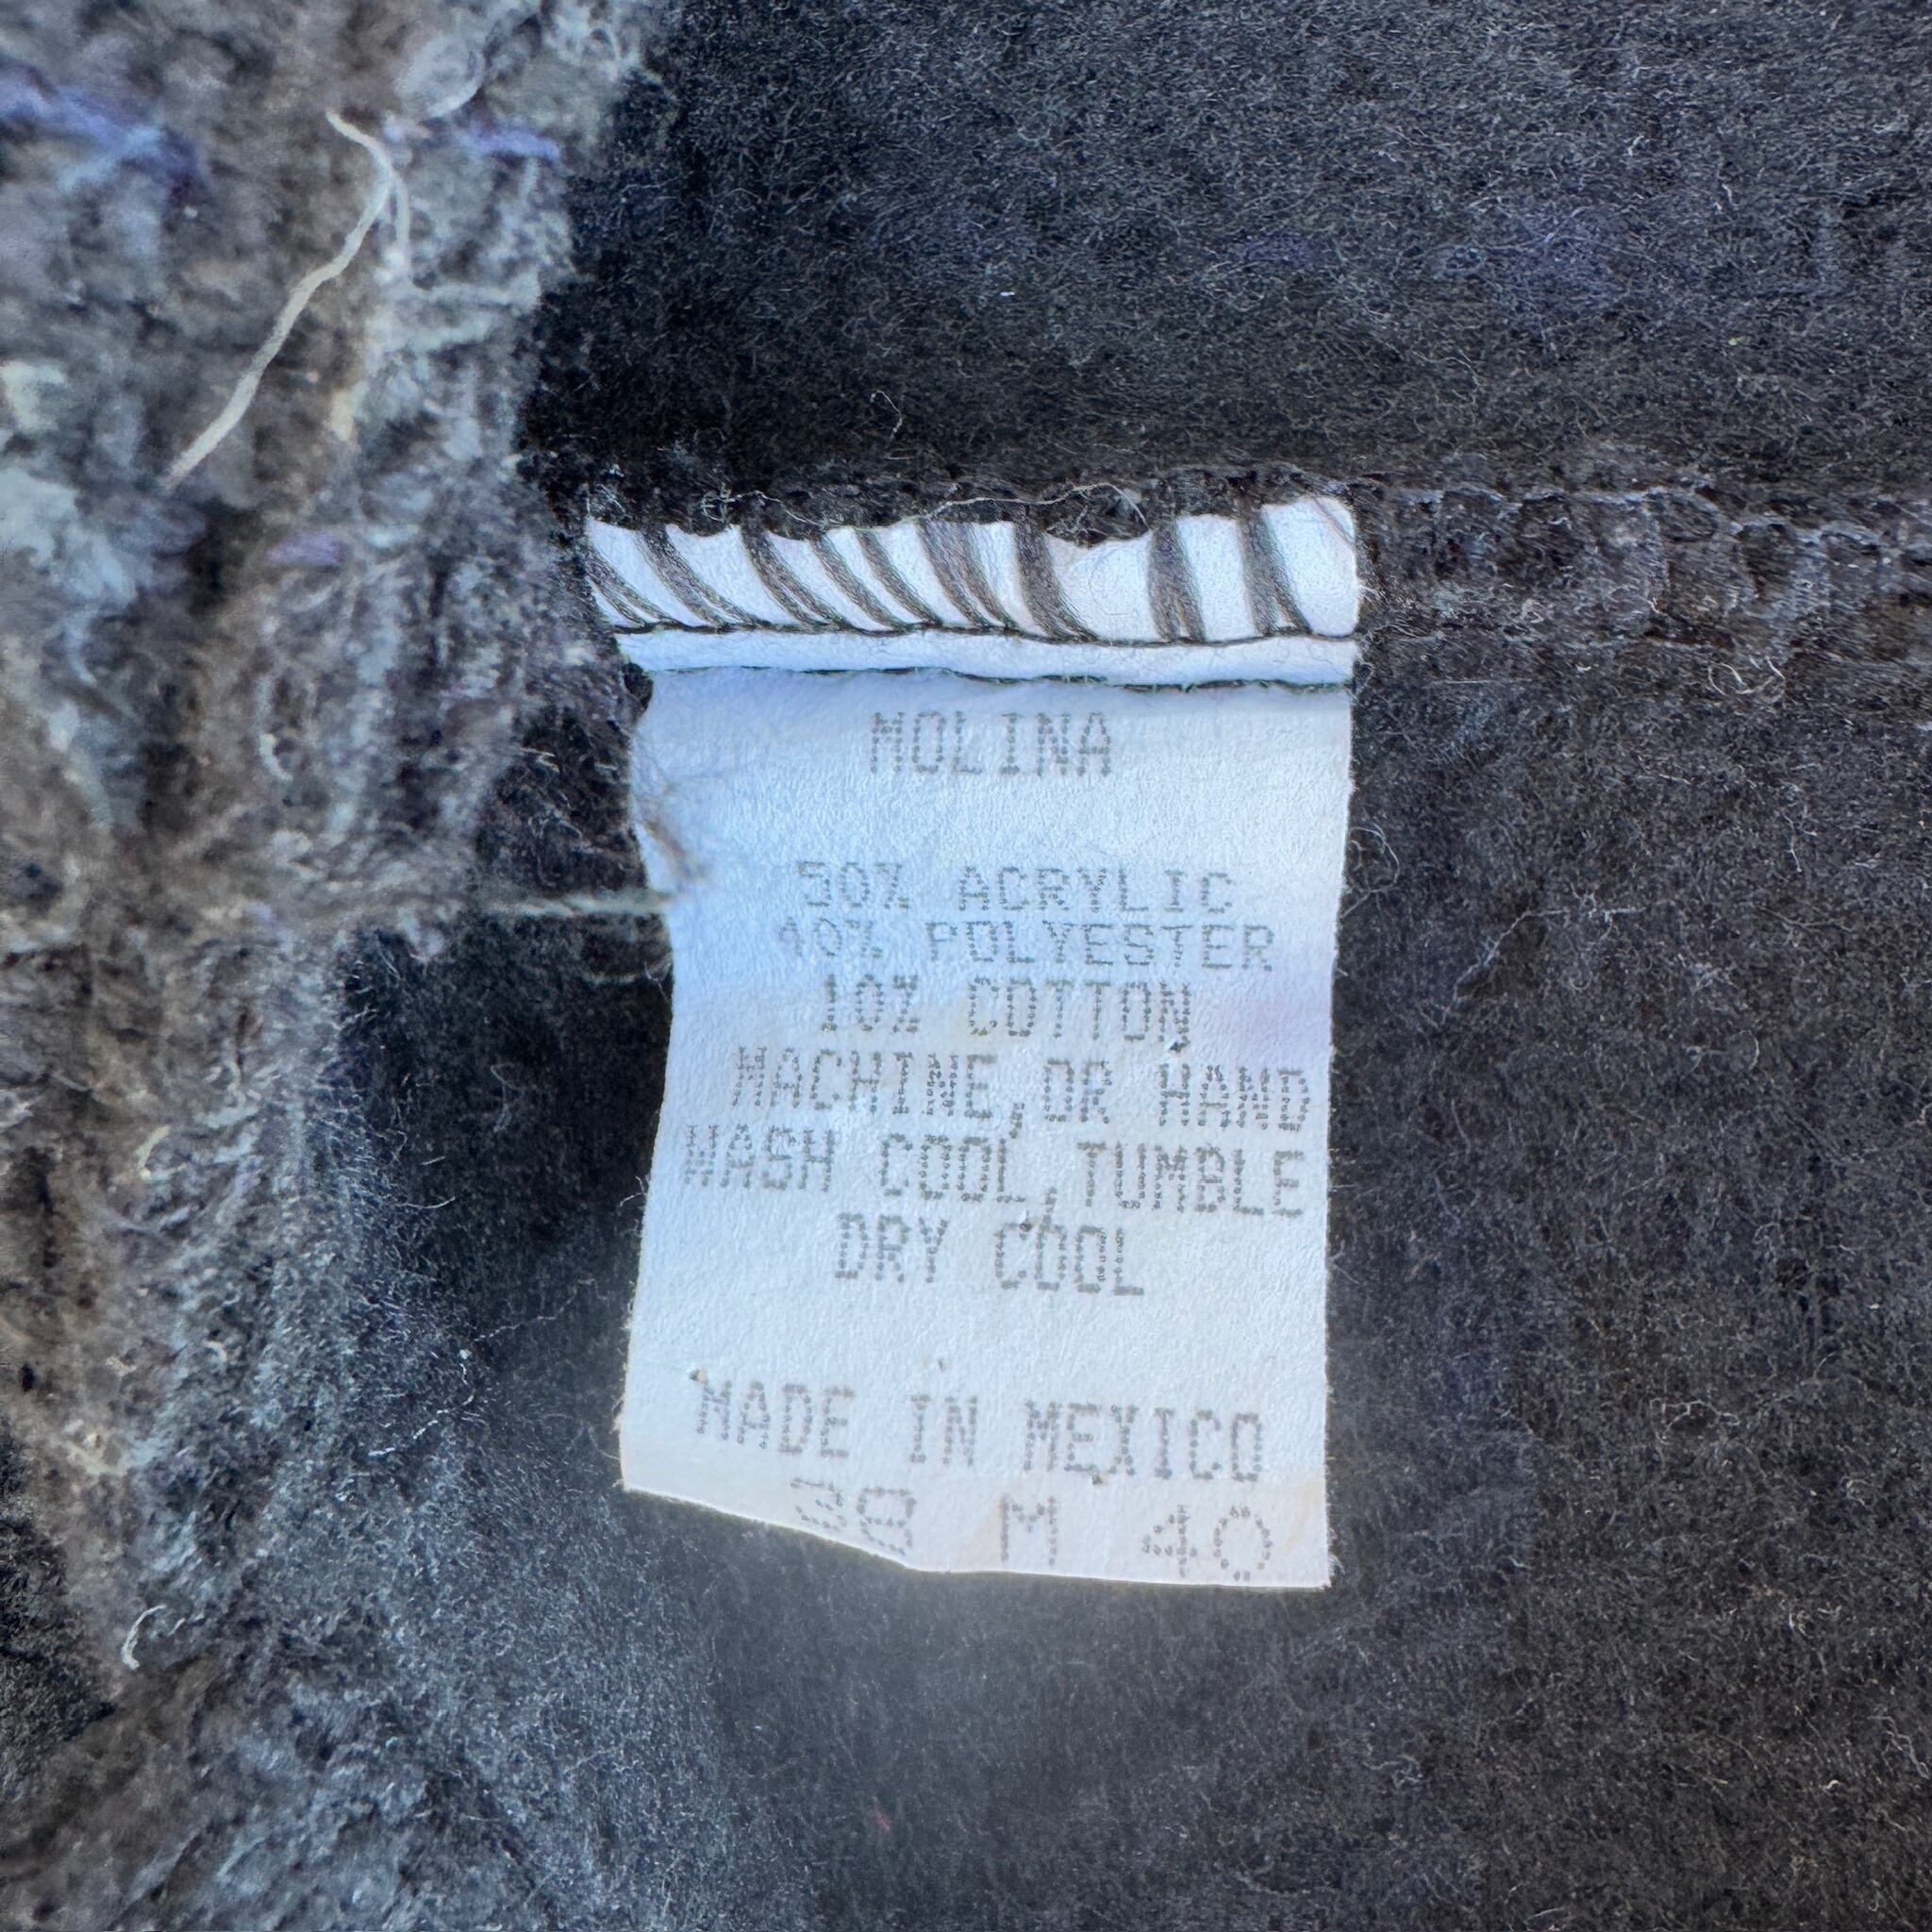 MOLINA
50% ACRYLIC
40% POLYESTER
10% COTTON
MACHINE,OR HAND
WASH COOL,TUMBLE
DRY COOL
MADE IN MEXICO
38 M 40